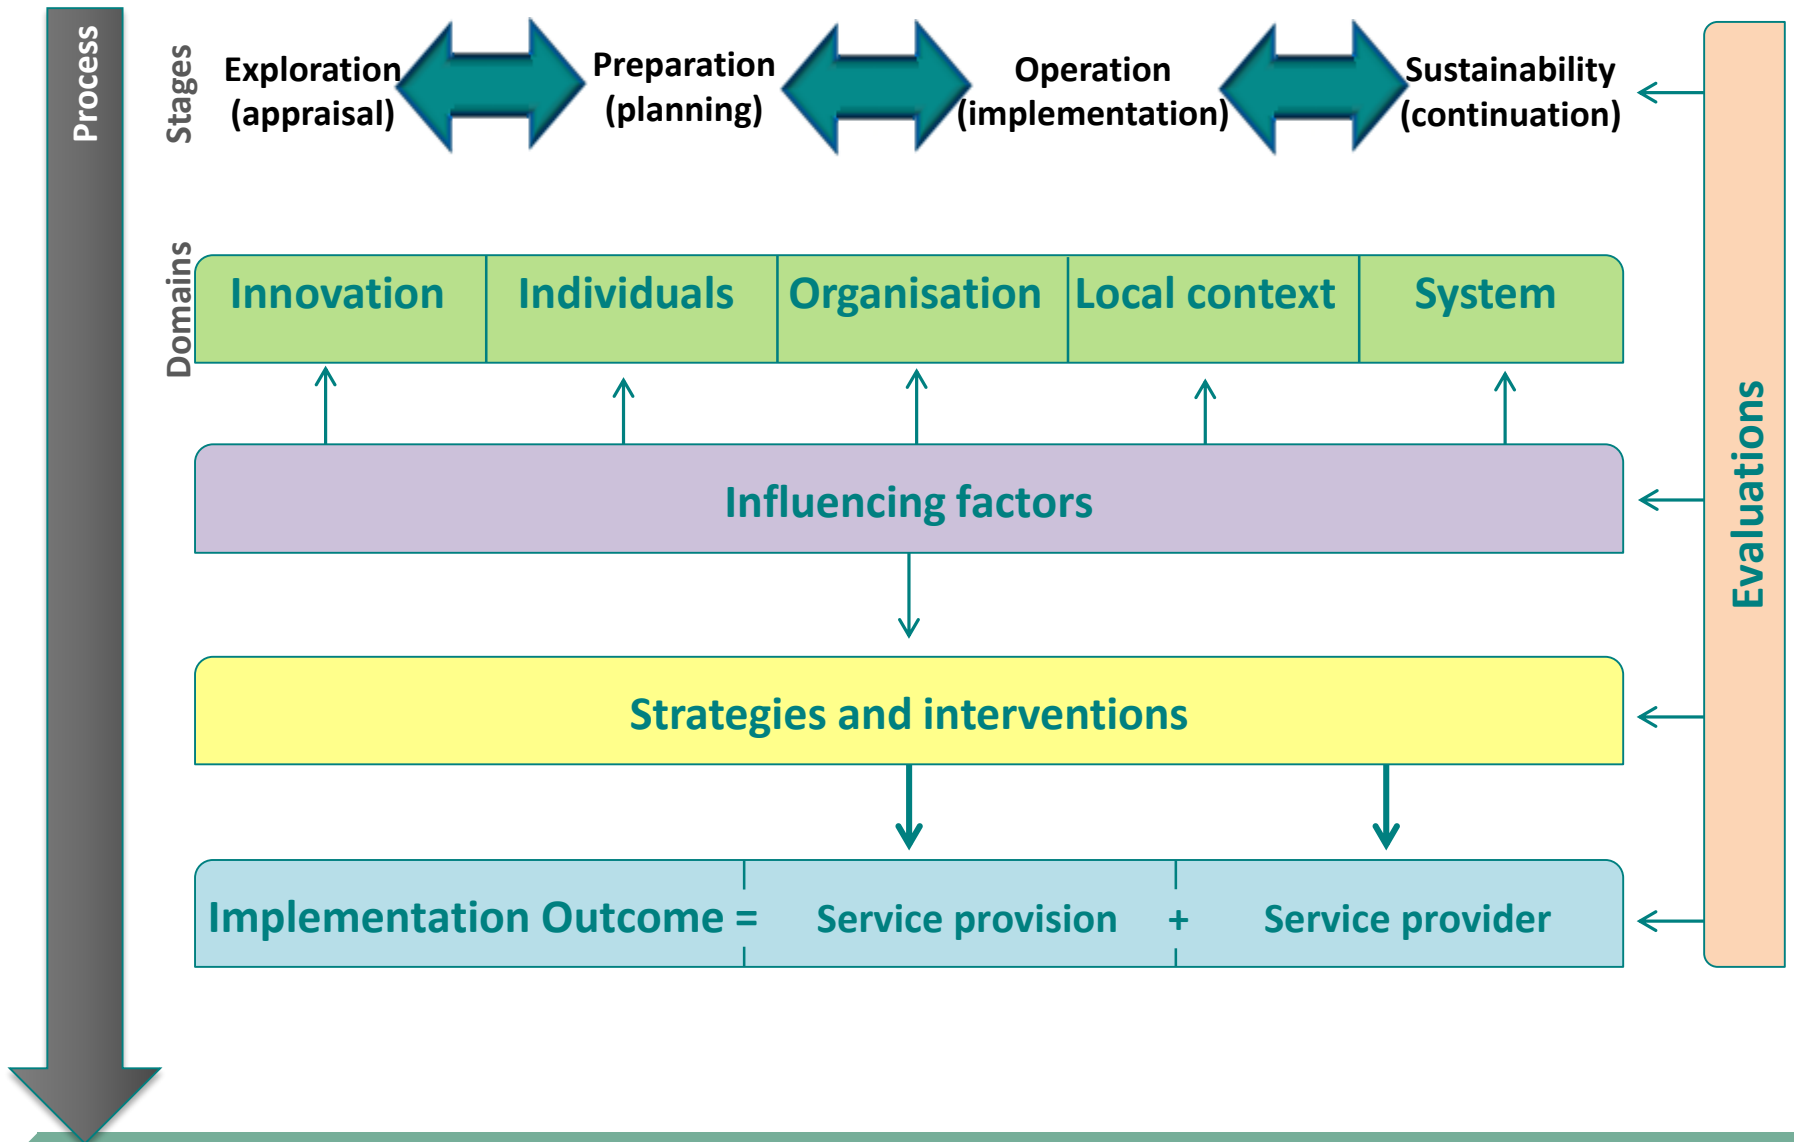 Process
Stages
Exploration
(appraisal)
Preparation
(planning)
Operation
(implementation)
Sustainability
(continuation)
Domains
Innovation
Individuals
Organisation
Local context
System
Influencing factors
Strategies and interventions
Implementation Outcome = Service provision + Service provider
Evaluations